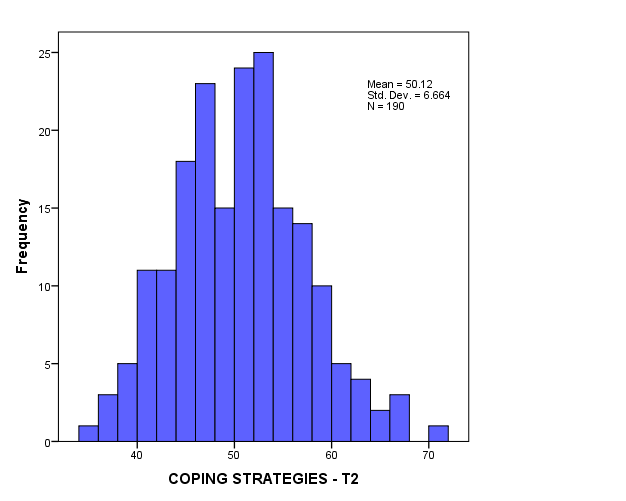 Frequency
25
20
15
10
5
0
Mean = 50.12
Std. Dev. = 6.664
N = 190
40 50 60 70
COPING STRATEGIES - T2